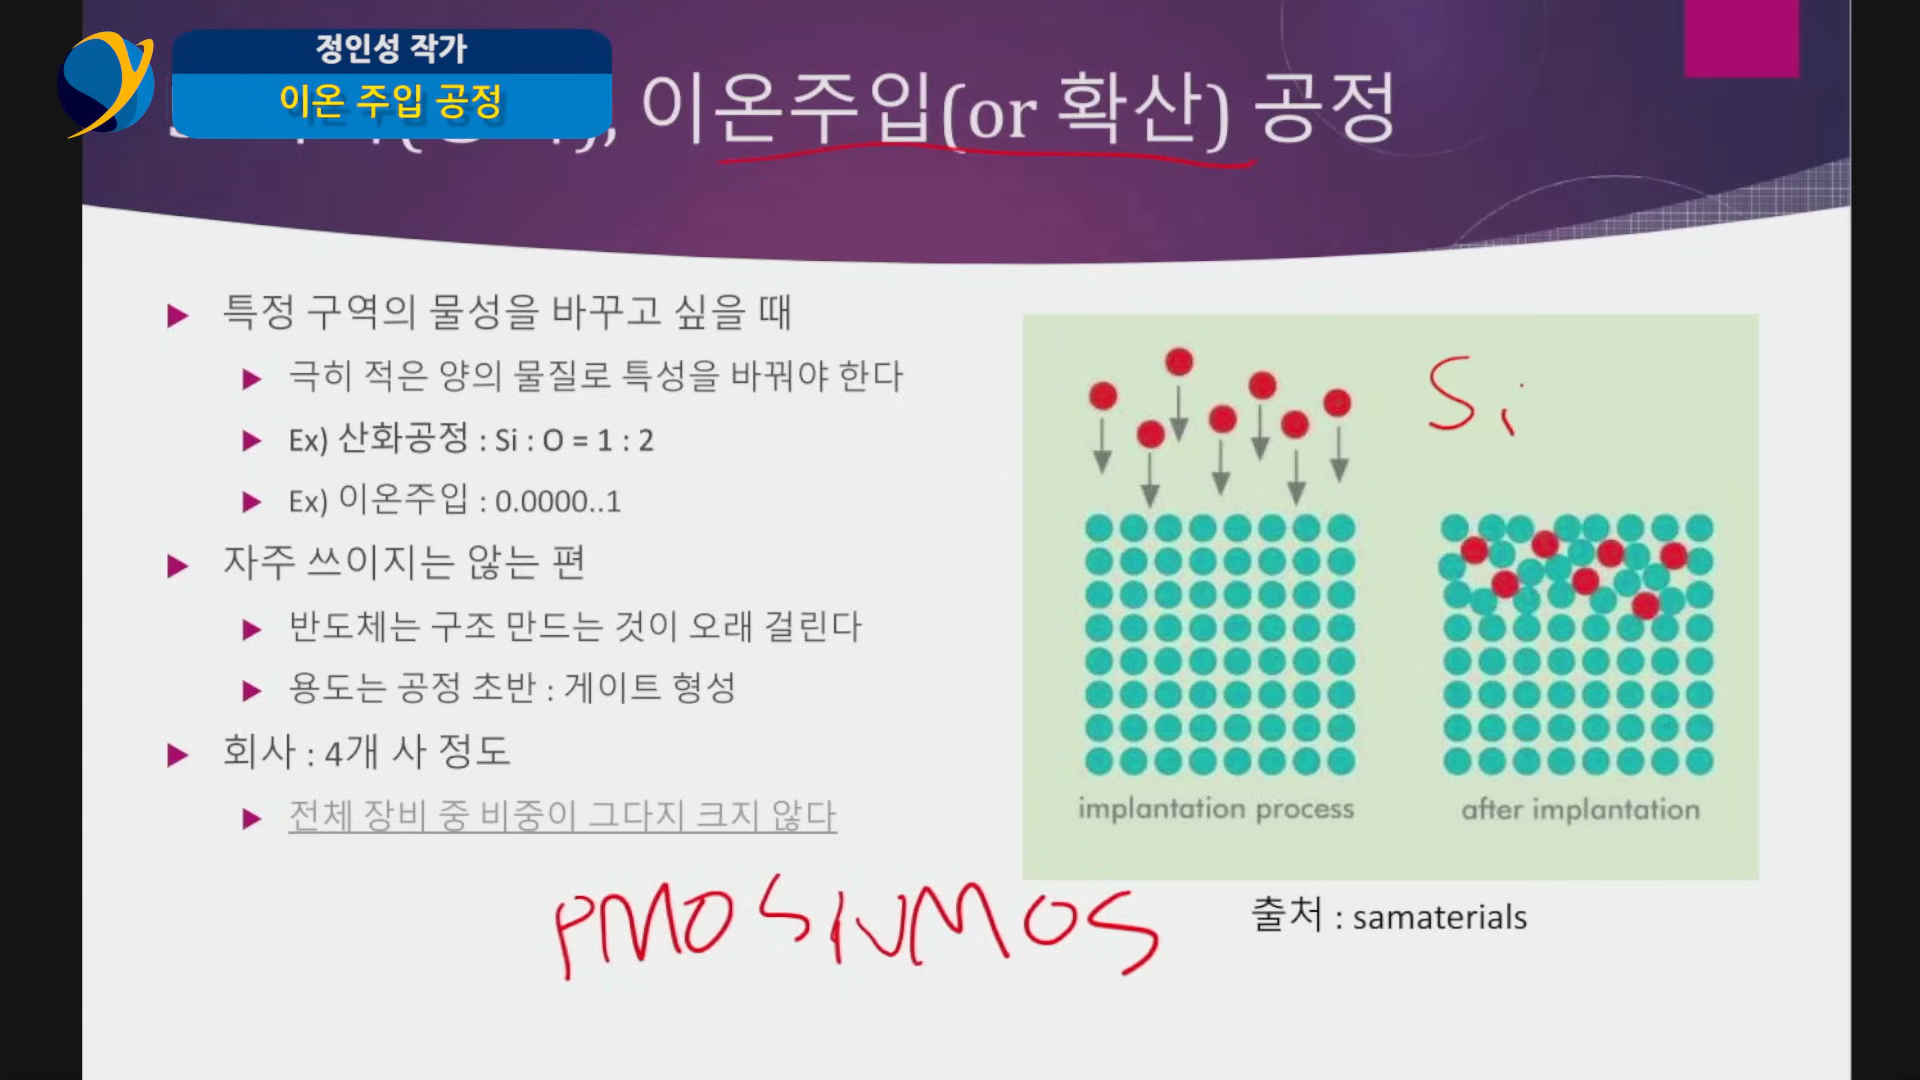 정인성 작가
이온 주입 공정
이온주입(or 확산) 공정
특정 구역의 물성을 바꾸고 싶을 때
극히 적은 양의 물질로 특성을 바꿔야 한다
Ex) 산화공정 : Si : O = 1 : 2
Ex) 이온주입 : 0.0000..1
자주 쓰이지는 않는 편
반도체는 구조 만드는 것이 오래 걸린다
용도는 공정 초반 : 게이트 형성
회사 : 4개 사 정도
전체 장비 중 비중이 그다지 크지 않다
Si
implantation process
after implantation
출처 : samaterials
PMOS/NMOS